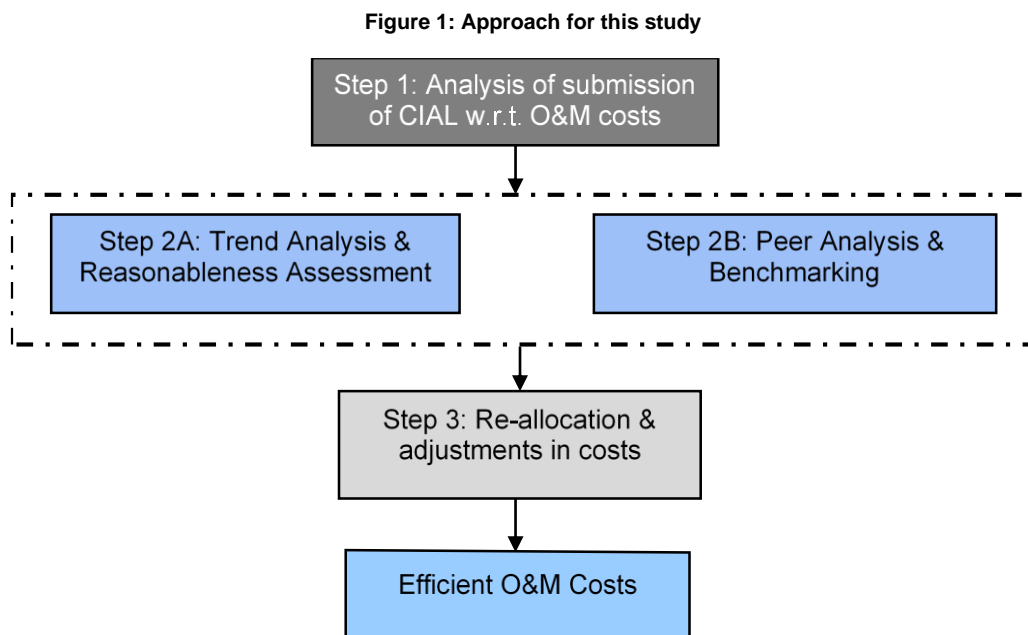 Figure 1: Approach for this study
Step 1: Analysis of submission
of CIAL w.r.t. O&M costs
Step 2A: Trend Analysis &
Reasonableness Assessment
Step 2B: Peer Analysis &
Benchmarking
Step 3: Re-allocation &
adjustments in costs
Efficient O&M Costs